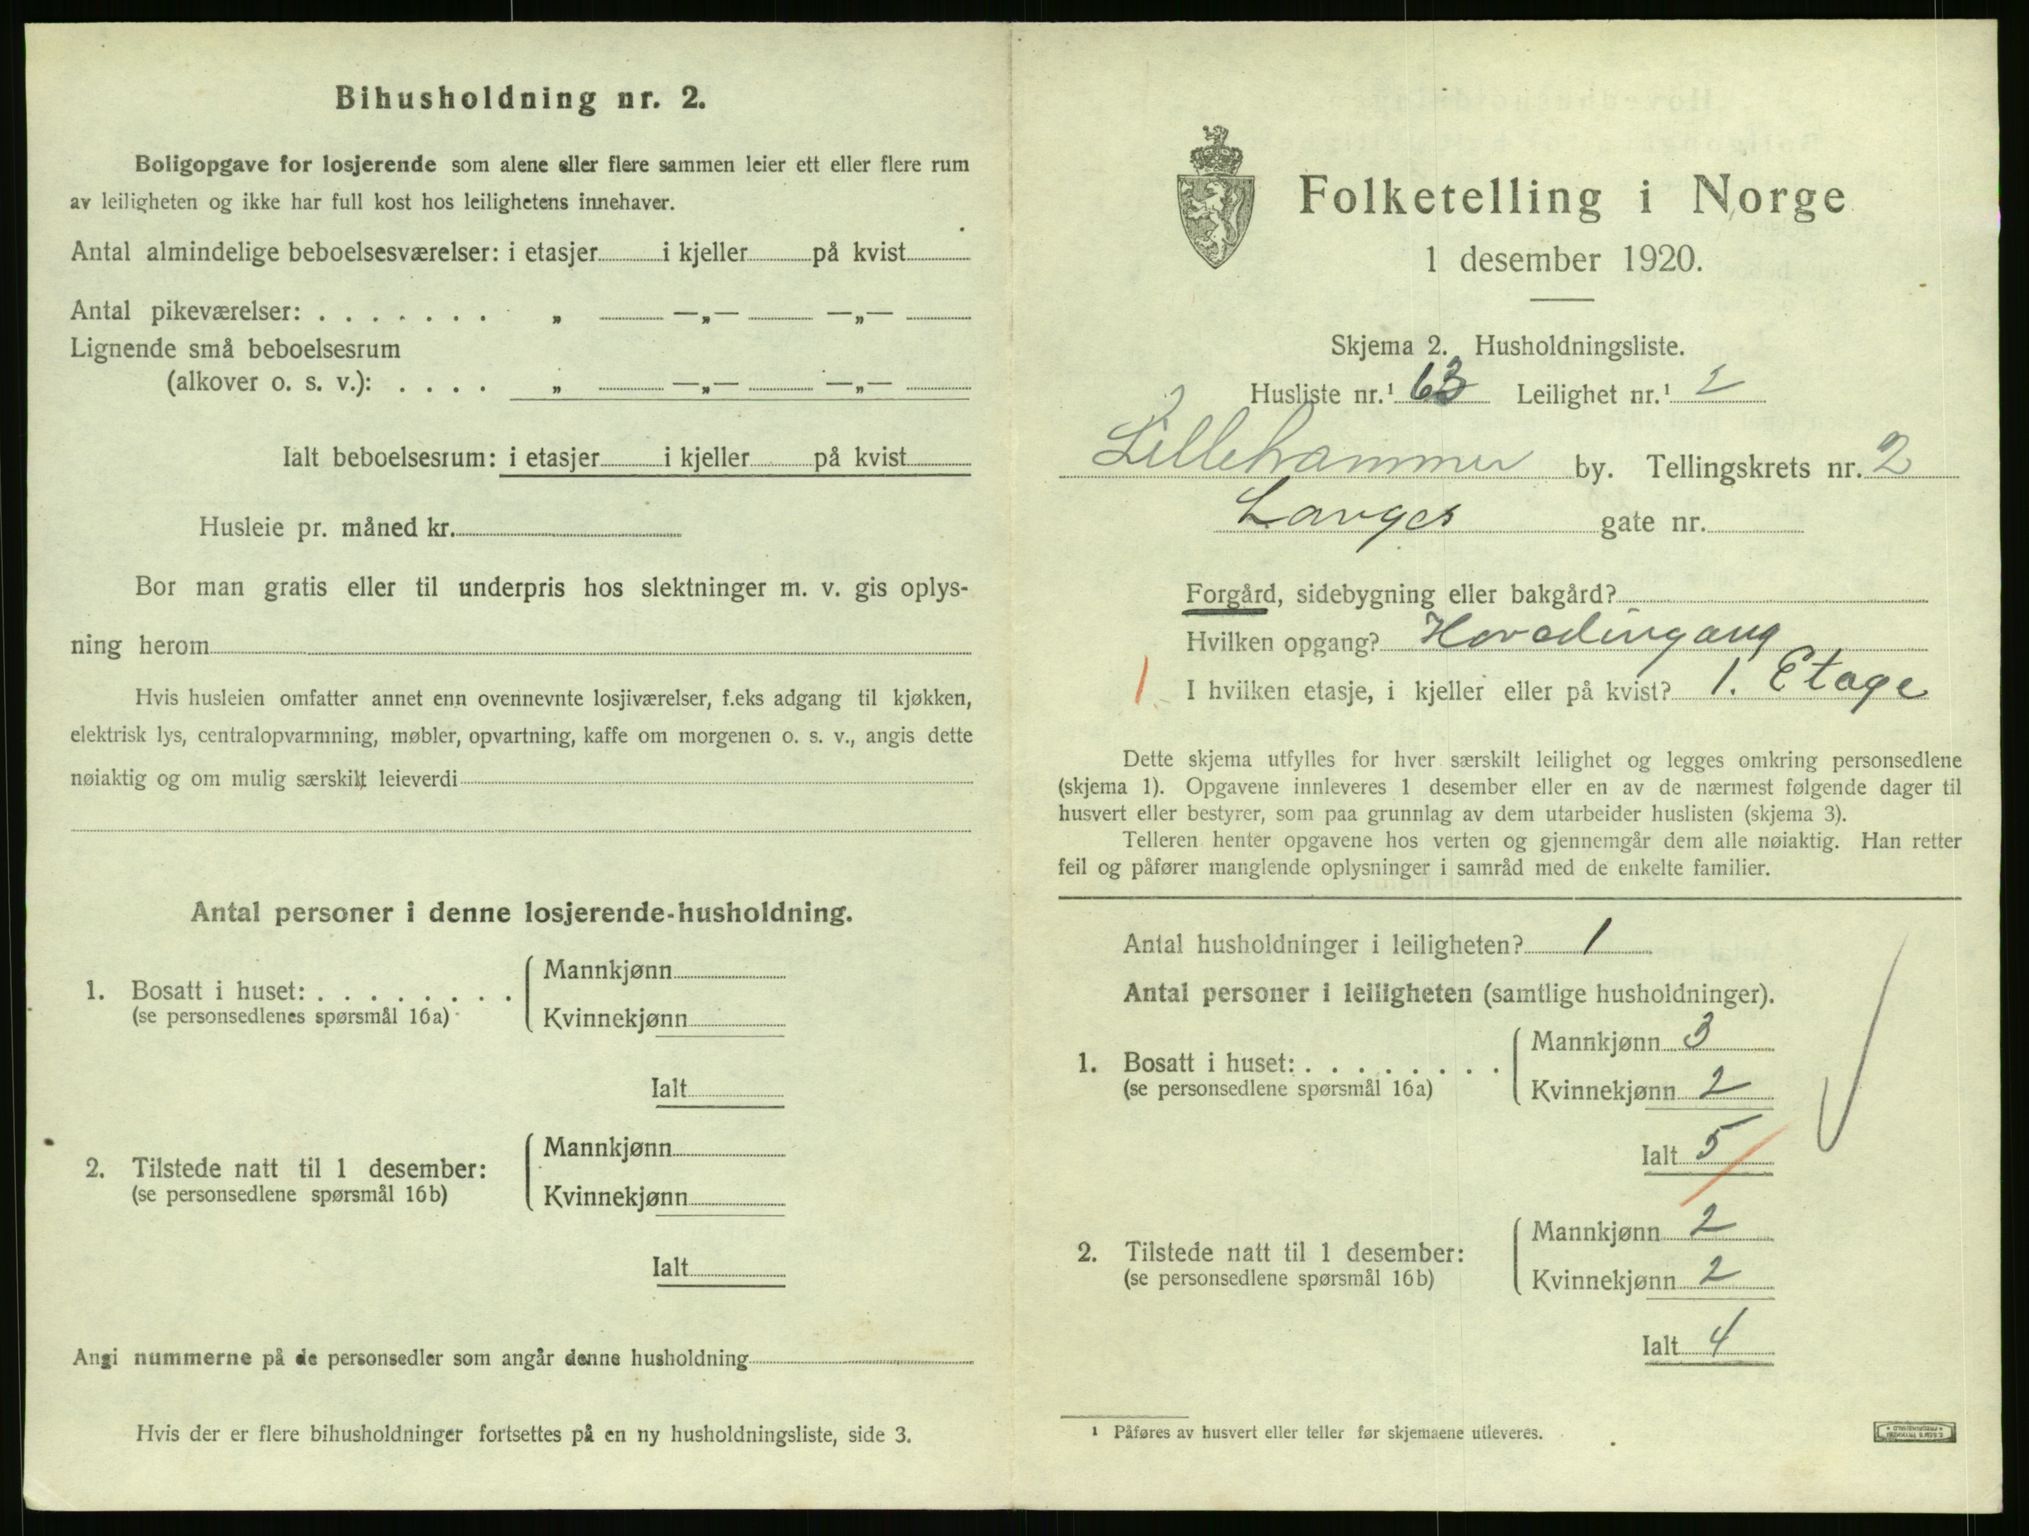 Bihusholdning nr. 2.
Boligopgave for losjerende som alene eller flere sammen leier ett eller flere rum
av leiligheten og ikke har full kost hos leilighetens innehaver.
Antal almindelige beboelsesværelser: i etasjer i kjeller på kvist
Antal pikeværelser: . . . . . . . „ —„— —„—
Lignende små beboelsesrum
(alkover o. s. v.): . . . . „ —„— —„—
Ialt beboelsesrum: i etasjer i kjeller på kvist
Husleie pr. måned kr.
Bor man gratis eller til underpris hos slektninger m. v. gis oplys-
ning herom
Hvis husleien omfatter annet enn ovennevnte losjiværelser, f.eks adgang til kjøkken,
elektrisk lys, centralopvarmning, møbler, opvartning, kaffe om morgenen o. s. v., angis dette
nøiaktig og om mulig særskilt leieverdi
Antal personer i denne losjerende-husholdning.
1. Bosatt i huset: . . . . . . . .
(se personsedlenes spørsmål 16a)
Mannkjønn
Kvinnekjønn
Ialt
2. Tilstede natt til 1 desember:
(se personsedlene spørsmål 16b)
Mannkjønn
Kvinnekjønn
Ialt
Angi nummerne på de personsedler som angår denne husholdning
Hvis der er flere bihusholdninger fortsettes på en ny husholdningsliste, side 3.
Folketelling i Norge
1 desember 1920.
Skjema 2. Husholdningsliste.
Husliste nr.¹ 63 Leilighet nr.¹ 2
Lillehammer by. Tellingskrets nr. 2
Langes gate nr.
Forgård, sidebygning eller bakgård?
Hvilken opgang? Hovedingang
1 I hvilken etasje, i kjeller eller på kvist? 1. Etage
Dette skjema utfylles for hver særskilt leilighet og legges omkring personsedlene
(skjema 1). Opgavene innleveres 1 desember eller en av de nærmest følgende dager til
husvert eller bestyrer, som paa grunnlag av dem utarbeider huslisten (skjema 3).
Telleren henter opgavene hos verten og gjennemgår dem alle nøiaktig. Han retter
feil og påfører manglende oplysninger i samråd med de enkelte familier.
Antal husholdninger i leiligheten? 1
Antal personer i leiligheten (samtlige husholdninger).
1. Bosatt i huset: . . . . . . . .
(se personsedlene spørsmål 16a)
Mannkjønn 3
Kvinnekjønn 2
Ialt 5
2. Tilstede natt til 1 desember:
(se personsedlene spørsmål 16b)
Mannkjønn 2
Kvinnekjønn 2
Ialt 4
¹ Påføres av husvert eller teller før skjemaene utleveres.